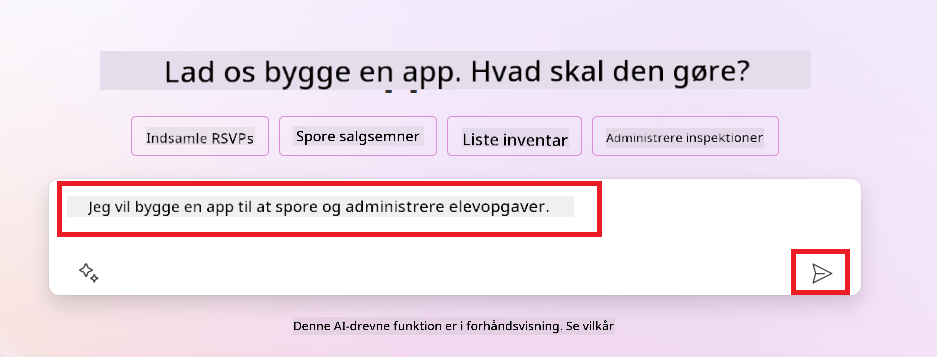 Lad os bygge en app. Hvad skal den gøre?
Indsamle RSVPs
Spore salgsemner
Liste inventar
Administrere inspektioner
Jeg vil bygge en app til at spore og administrere elevopgaver.
Denne AI-drevne funktion er i forhåndsvisning. Se vilkår